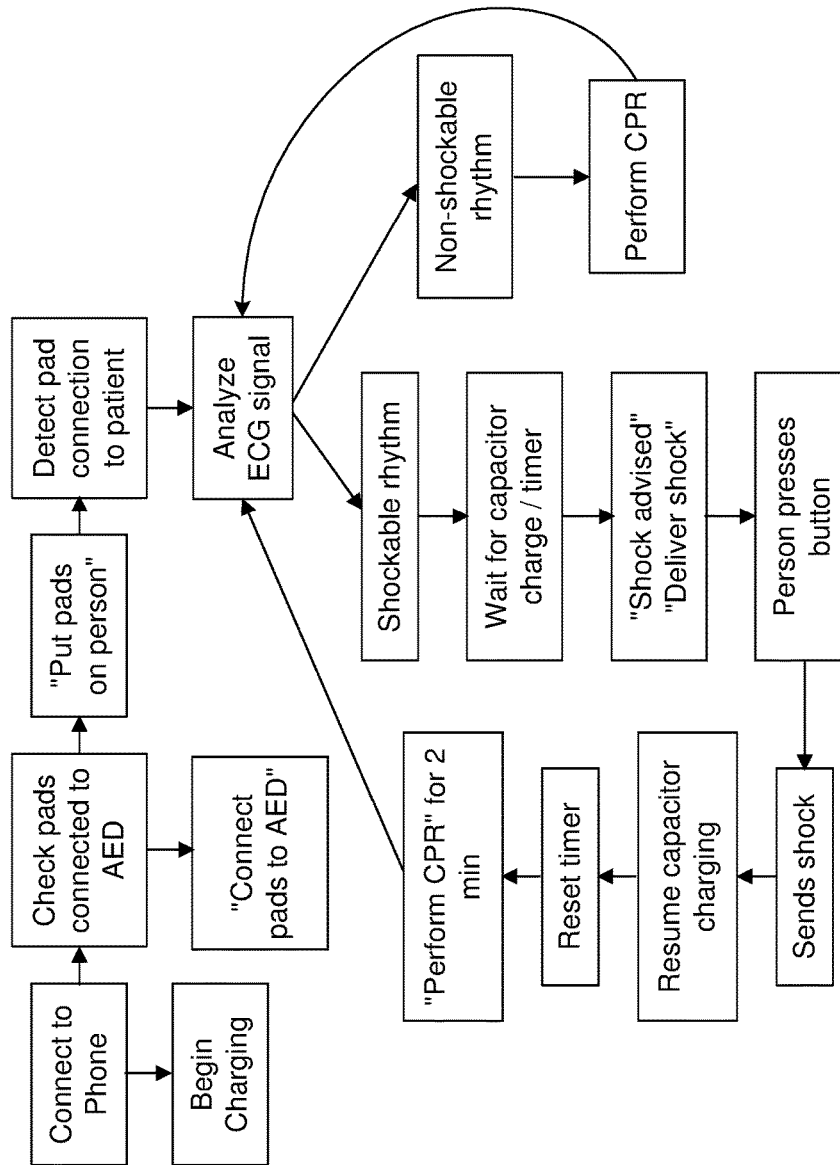 Connect to
Phone
Begin
Charging
Check pads
connected to
AED
"Connect
pads to AED"
"Put pads
on person"
Detect pad
connection
to patient
Analyze
ECG signal
Shockable rhythm
Wait for capacitor
charge / timer
"Shock advised"
"Deliver shock"
Person presses
button
Sends shock
Resume capacitor
charging
Reset timer
"Perform CPR" for 2
min
Non-shockable
rhythm
Perform CPR